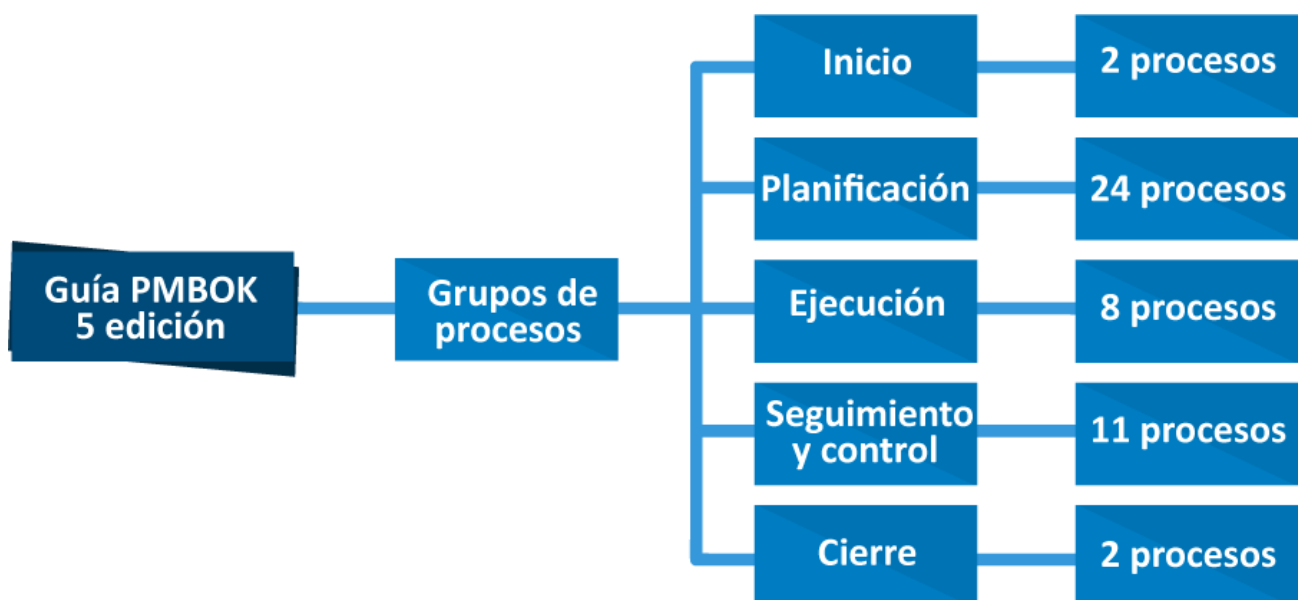 Guía PMBOK
5 edición
Grupos de
procesos
Inicio
2 procesos
Planificación
24 procesos
Ejecución
8 procesos
Seguimiento
y control
11 procesos
Cierre
2 procesos